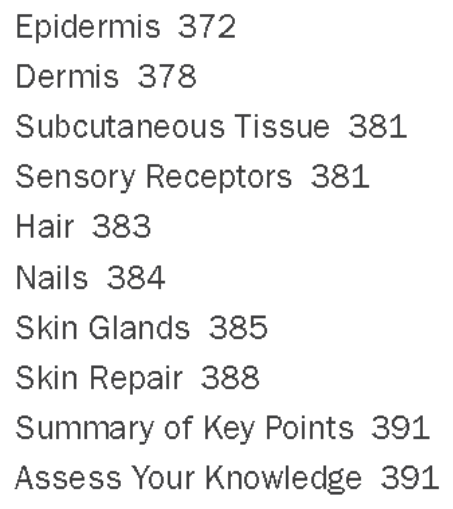 Epidermis 372
Dermis 378
Subcutaneous Tissue 381
Sensory Receptors 381
Hair 383
Nails 384
Skin Glands 385
Skin Repair 388
Summary of Key Points 391
Assess Your Knowledge 391